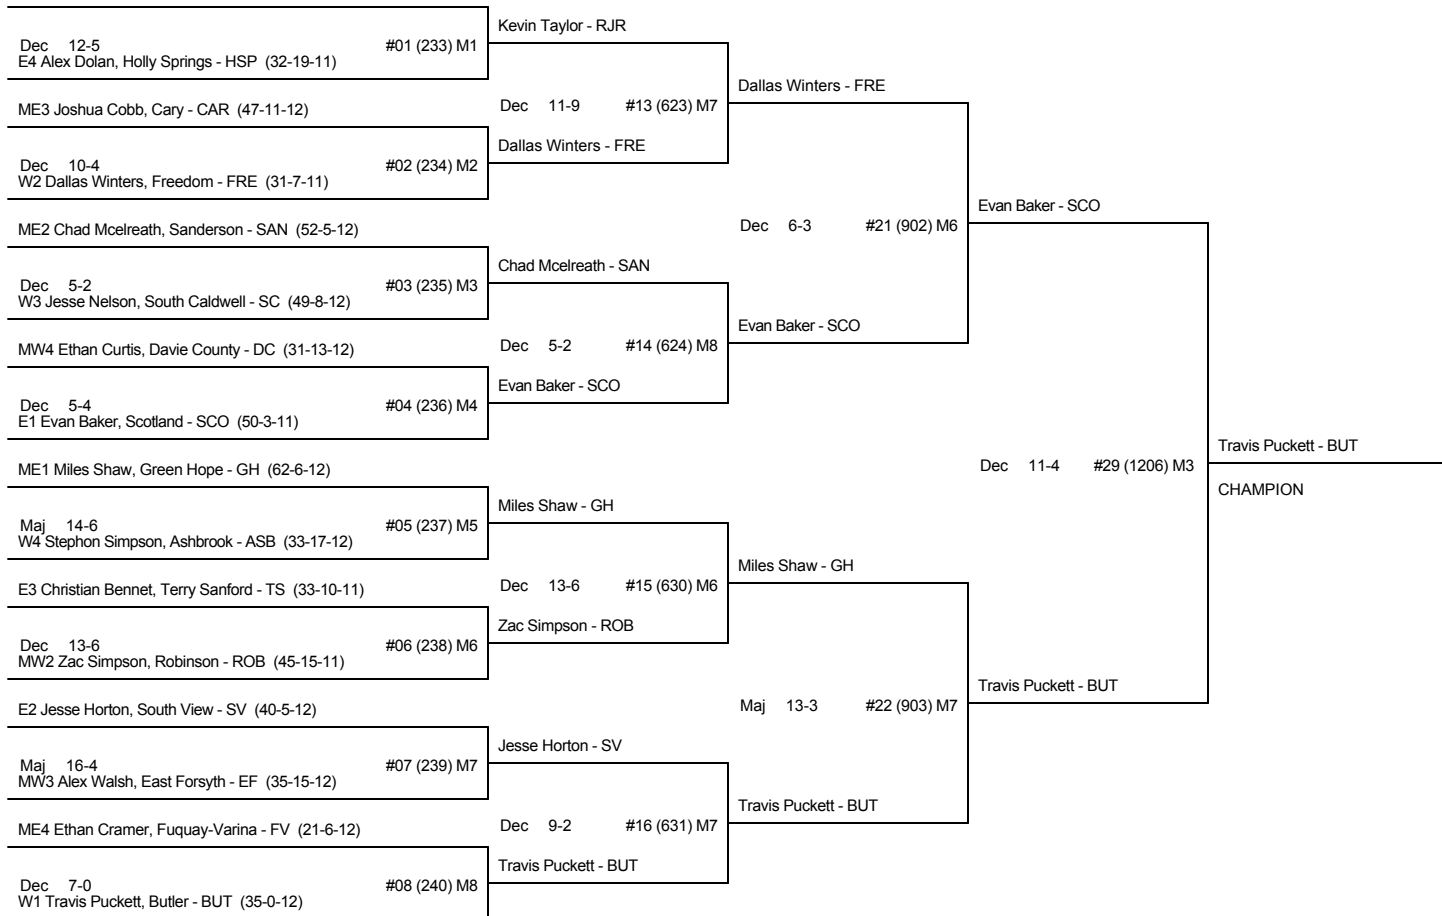 Kevin Taylor - RJR
Dec 12-5 #01 (233) M1
E4 Alex Dolan, Holly Springs - HSP (32-19-11)
Dallas Winters - FRE
ME3 Joshua Cobb, Cary - CAR (47-11-12)
Dec 11-9 #13 (623) M7
Dallas Winters - FRE
Dec 10-4 #02 (234) M2
W2 Dallas Winters, Freedom - FRE (31-7-11)
Evan Baker - SCO
ME2 Chad Mcelreath, Sanderson - SAN (52-5-12)
Dec 6-3 #21 (902) M6
Chad Mcelreath - SAN
Dec 5-2 #03 (235) M3
W3 Jesse Nelson, South Caldwell - SC (49-8-12)
Evan Baker - SCO
MW4 Ethan Curtis, Davie County - DC (31-13-12)
Dec 5-2 #14 (624) M8
Evan Baker - SCO
Dec 5-4 #04 (236) M4
E1 Evan Baker, Scotland - SCO (50-3-11)
Travis Puckett - BUT
ME1 Miles Shaw, Green Hope - GH (62-6-12)
Dec 11-4 #29 (1206) M3
CHAMPION
Miles Shaw - GH
Maj 14-6 #05 (237) M5
W4 Stephon Simpson, Ashbrook - ASB (33-17-12)
Miles Shaw - GH
E3 Christian Bennet, Terry Sanford - TS (33-10-11)
Dec 13-6 #15 (630) M6
Zac Simpson - ROB
Dec 13-6 #06 (238) M6
MW2 Zac Simpson, Robinson - ROB (45-15-11)
Travis Puckett - BUT
E2 Jesse Horton, South View - SV (40-5-12)
Maj 13-3 #22 (903) M7
Jesse Horton - SV
Maj 16-4 #07 (239) M7
MW3 Alex Walsh, East Forsyth - EF (35-15-12)
Travis Puckett - BUT
ME4 Ethan Cramer, Fuquay-Varina - FV (21-6-12)
Dec 9-2 #16 (631) M7
Travis Puckett - BUT
Dec 7-0 #08 (240) M8
W1 Travis Puckett, Butler - BUT (35-0-12)